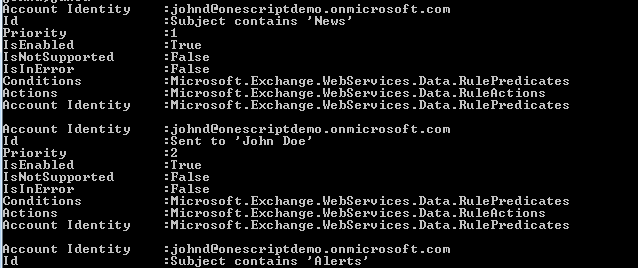 Account Identity :johnd@onescriptdemo.onmicrosoft.com
Id :Subject contains 'News'
Priority :1
IsEnabled :True
IsNotSupported :False
IsInError :False
Conditions :Microsoft.Exchange.WebServices.Data.RulePredicates
Actions :Microsoft.Exchange.WebServices.Data.RuleActions
Account Identity :Microsoft.Exchange.WebServices.Data.RulePredicates
Account Identity :johnd@onescriptdemo.onmicrosoft.com
Id :Sent to 'John Doe'
Priority :2
IsEnabled :True
IsNotSupported :False
IsInError :False
Conditions :Microsoft.Exchange.WebServices.Data.RulePredicates
Actions :Microsoft.Exchange.WebServices.Data.RuleActions
Account Identity :Microsoft.Exchange.WebServices.Data.RulePredicates
Account Identity :johnd@onescriptdemo.onmicrosoft.com
Id :Subject contains 'Alerts'